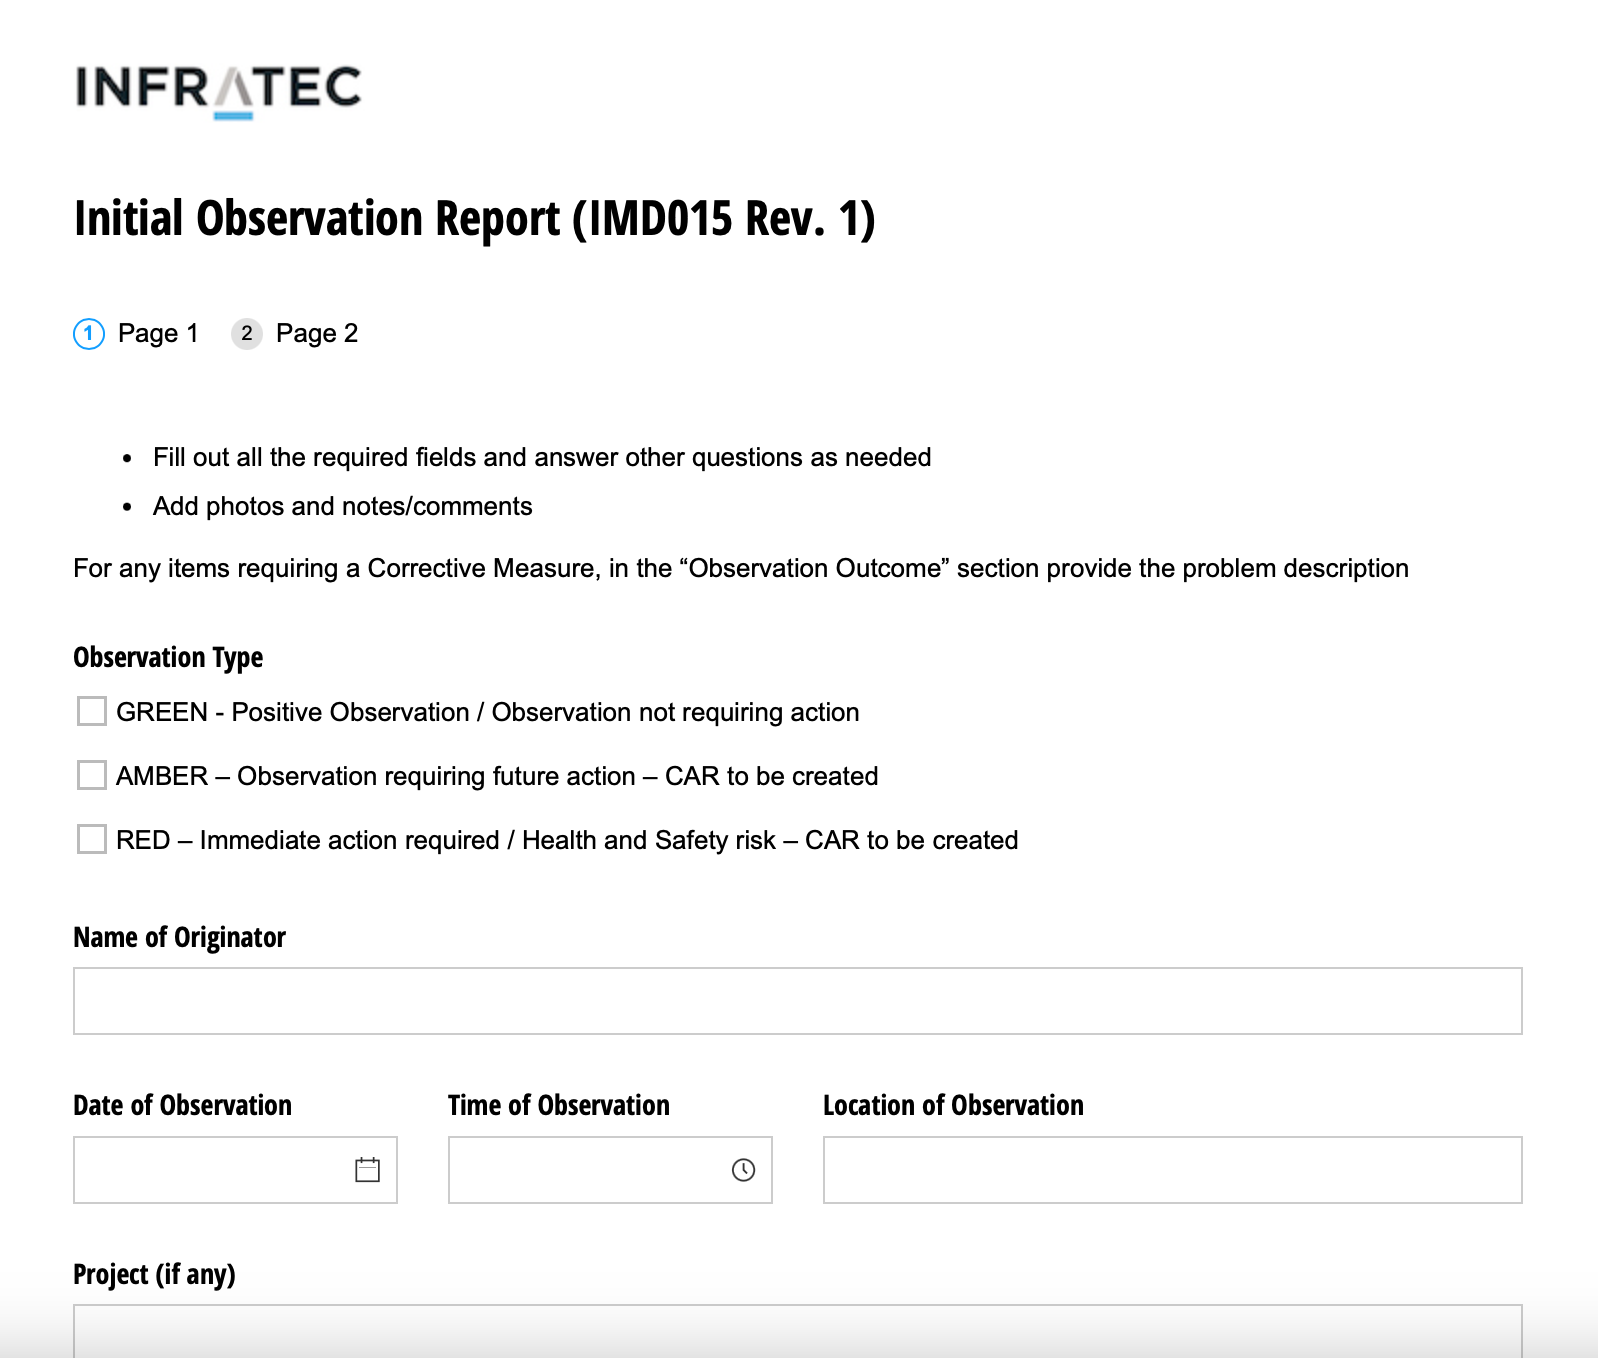 INFRATEC
Initial Observation Report (IMD015 Rev. 1)
1 Page 1 2 Page 2
• Fill out all the required fields and answer other questions as needed
• Add photos and notes/comments
For any items requiring a Corrective Measure, in the “Observation Outcome” section provide the problem description
Observation Type
GREEN - Positive Observation / Observation not requiring action
AMBER – Observation requiring future action – CAR to be created
RED – Immediate action required / Health and Safety risk – CAR to be created
Name of Originator
Date of Observation Time of Observation Location of Observation
Project (if any)